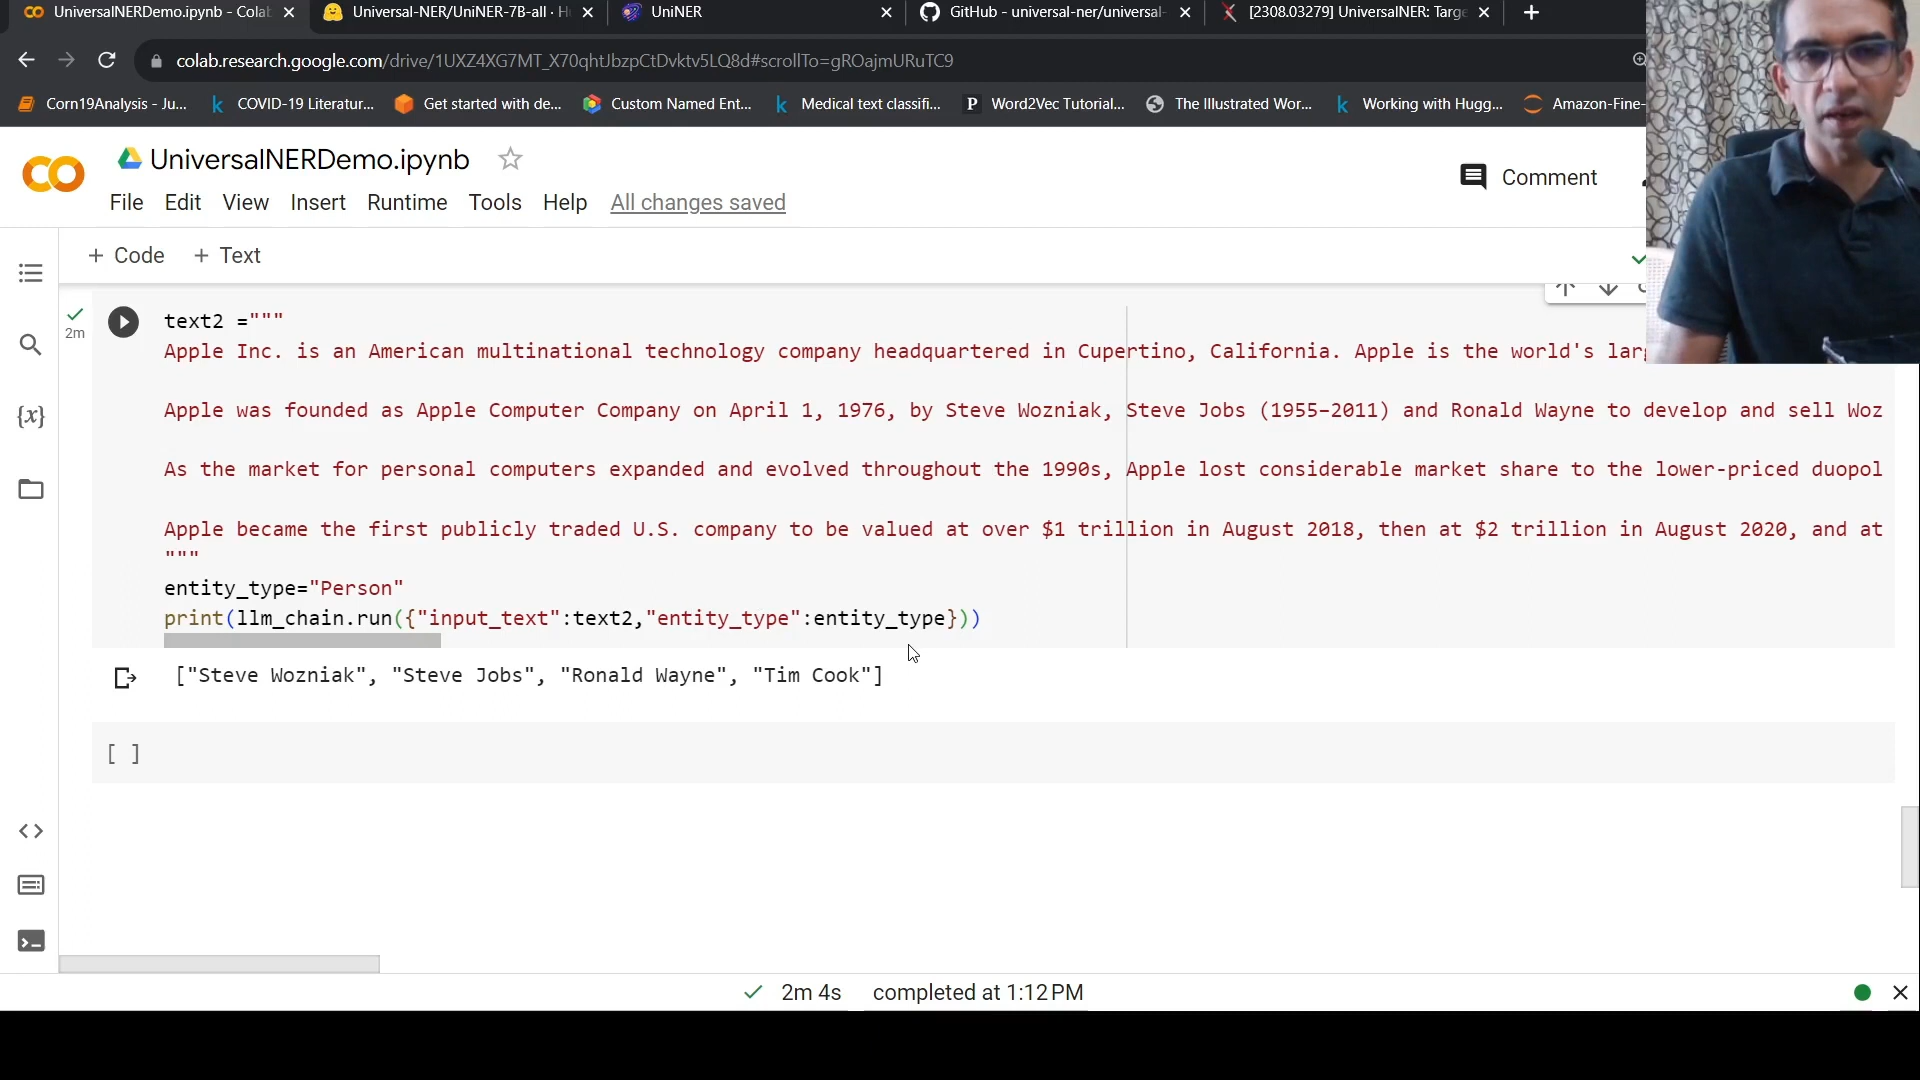 UniversalNERDemo.ipynb - Colab
Universal-NER/UniNER-7B-all · H
UniNER
GitHub - universal-ner/universal-
[2308.03279] UniversalNER: Targe
colab.research.google.com/drive/1UXZ4XG7MT_X70qhtJbzpCtDvktv5LQ8d#scrollTo=gROajmURuTC9
Corn19Analysis - Ju...
COVID-19 Literatur...
Get started with de...
Custom Named Ent...
Medical text classifi...
Word2Vec Tutorial...
The Illustrated Wor...
Working with Hugg...
Amazon-Fine-
UniversalNERDemo.ipynb
Comment
File Edit View Insert Runtime Tools Help All changes saved
+ Code + Text
2m
text2 ="""
Apple Inc. is an American multinational technology company headquartered in Cupertino, California. Apple is the world's larg
Apple was founded as Apple Computer Company on April 1, 1976, by Steve Wozniak, Steve Jobs (1955–2011) and Ronald Wayne to develop and sell Woz
As the market for personal computers expanded and evolved throughout the 1990s, Apple lost considerable market share to the lower-priced duopol
Apple became the first publicly traded U.S. company to be valued at over $1 trillion in August 2018, then at $2 trillion in August 2020, and at
"""
entity_type="Person"
print(llm_chain.run({"input_text":text2,"entity_type":entity_type}))
["Steve Wozniak", "Steve Jobs", "Ronald Wayne", "Tim Cook"]
[ ]
2m 4s completed at 1:12 PM